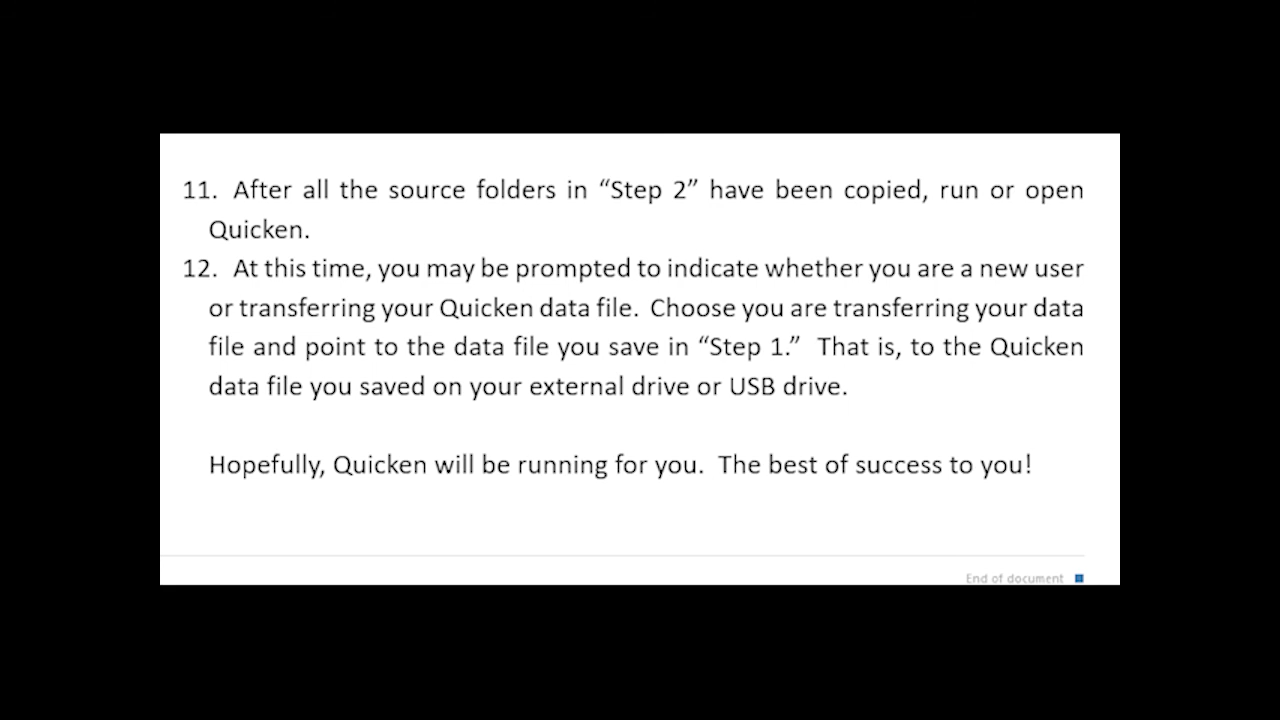 11. After all the source folders in “Step 2” have been copied, run or open
Quicken.
12. At this time, you may be prompted to indicate whether you are a new user
or transferring your Quicken data file. Choose you are transferring your data
file and point to the data file you save in “Step 1.” That is, to the Quicken
data file you saved on your external drive or USB drive.
Hopefully, Quicken will be running for you. The best of success to you!
End of document